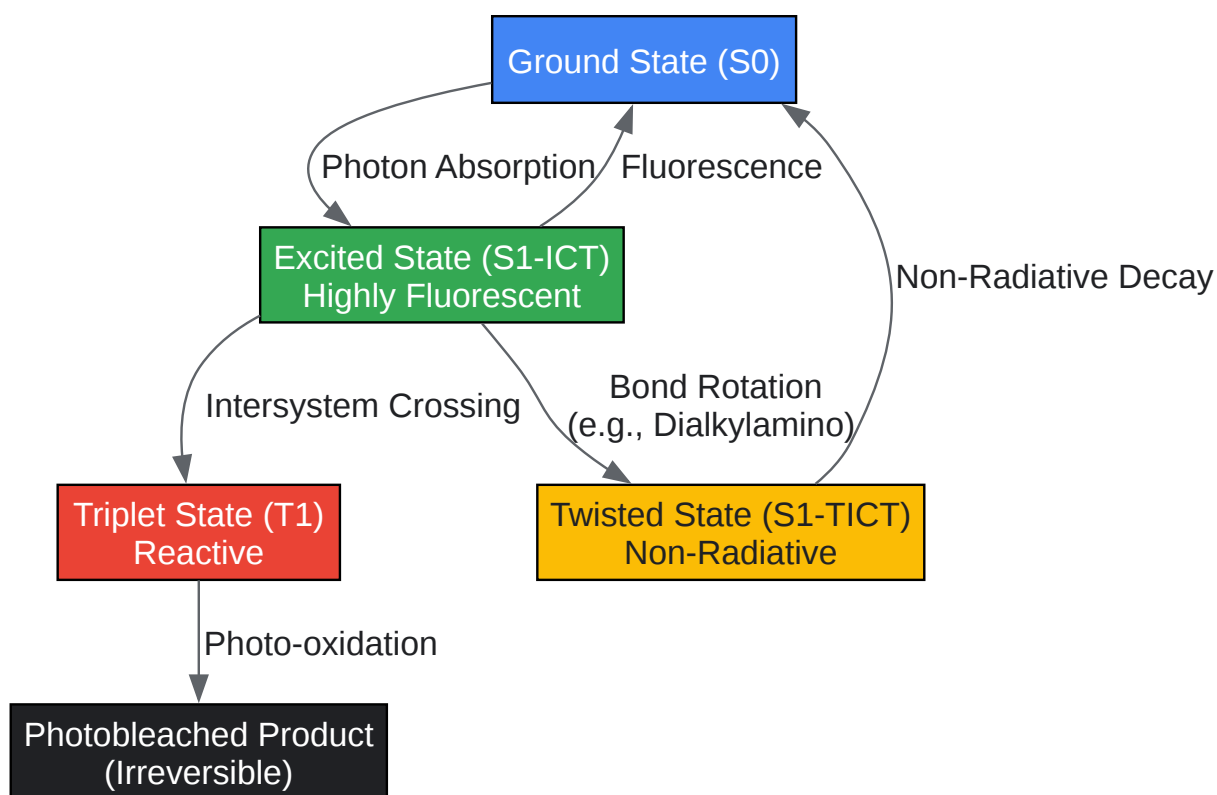 Ground State (S0)
Photon Absorption
Fluorescence
Excited State (S1-ICT)
Highly Fluorescent
Non-Radiative Decay
Intersystem Crossing
Bond Rotation
(e.g., Dialkylamino)
Triplet State (T1)
Reactive
Twisted State (S1-TICT)
Non-Radiative
Photo-oxidation
Photobleached Product
(Irreversible)